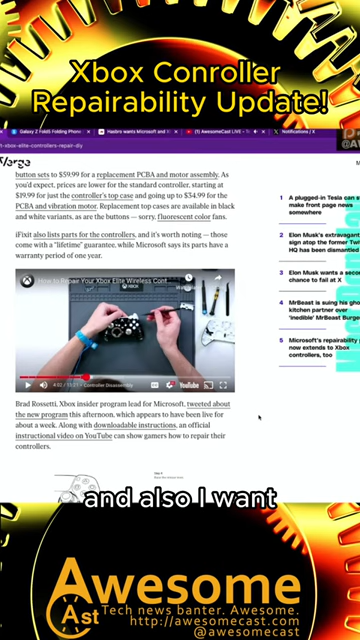 Xbox Conroller
Repairability Update!
Galaxy Z Fold5 Folding Phone
Hasbro wants Microsoft and
AwesomeCast LIVE - T
Notifications / X
t-xbox-elite-controllers-repair-diy
Verge
button sets to $59.99 for a replacement PCBA and motor assembly. As
you'd expect, prices are lower for the standard controller, starting at
$19.99 for just the controller's top case and going up to $34.99 for the
PCBA and vibration motor. Replacement top cases are available in black
and white variants, as are the buttons — sorry, fluorescent color fans.
iFixit also lists parts for the controllers, and it's worth noting — those
come with a "lifetime" guarantee, while Microsoft says its parts have a
warranty period of one year.
How to Repair Your Xbox Elite Wireless Cont
XBOX
Controller Disassembly
YouTube
Brad Rossetti, Xbox insider program lead for Microsoft, tweeted about
the new program this afternoon, which appears to have been live for
about a week. Along with downloadable instructions, an official
instructional video on YouTube can show gamers how to repair their
controllers.
1 A plugged-in Tesla can s
make front page news
somewhere
2 Elon Musk's extravagant
sign atop the former Twi
HQ has been dismantled
3 Elon Musk wants a seco
chance to fail at X
4 MrBeast is suing his gho
kitchen partner over
'inedible' MrBeast Burge
5 Microsoft's repairability p
now extends to Xbox
controllers, too
and also I want
Awesome
Ast
Tech news banter. Awesome.
http://awesomecast.com
@awesomecast